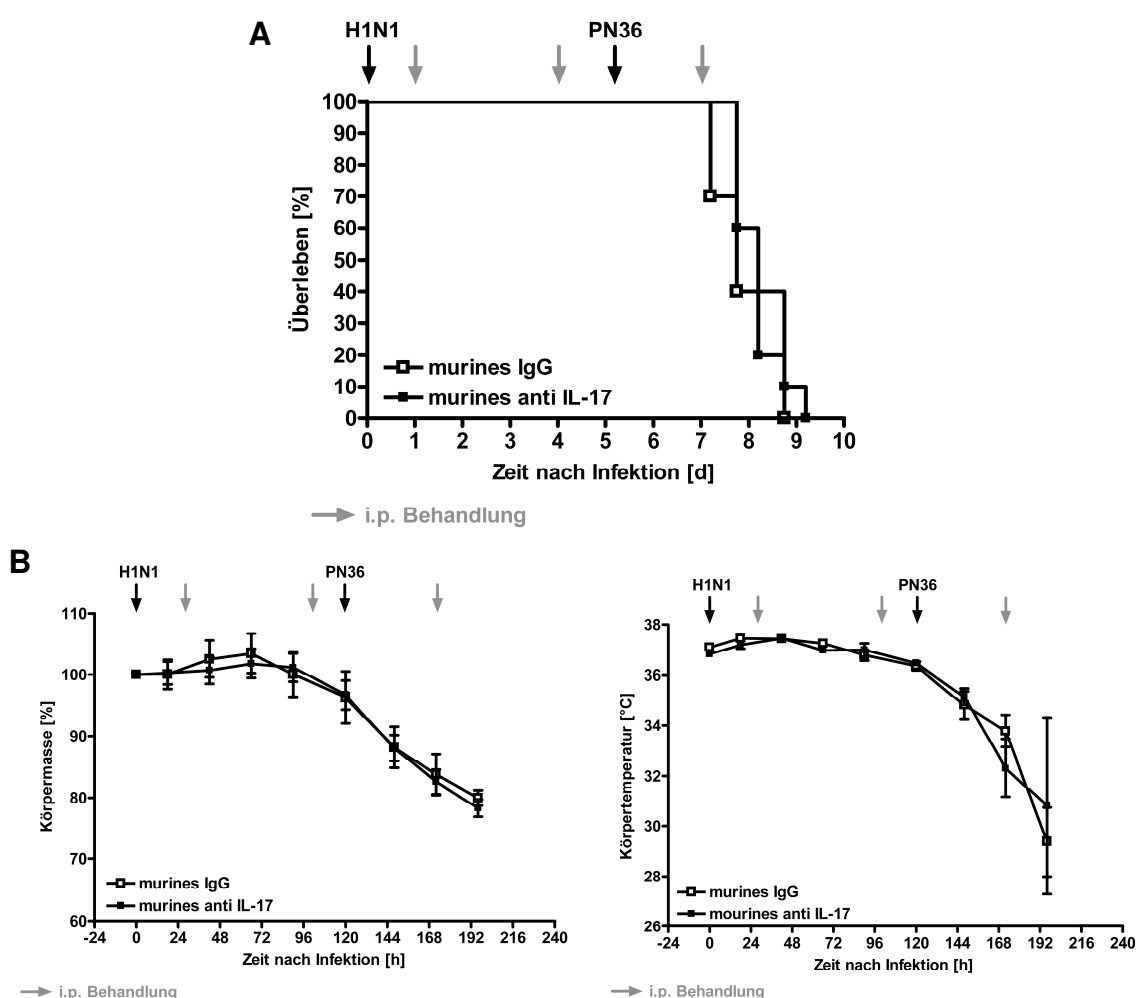 A
H1N1 PN36
100
90
80
70
60
50
40
30
20
10
0
Überleben [%]
murines IgG
murines anti IL-17
0 1 2 3 4 5 6 7 8 9 10
Zeit nach Infektion [d]
i.p. Behandlung
B
H1N1 PN36
110
100
90
80
70
60
Körpermasse [%]
murines IgG
murines anti IL-17
-24 0 24 48 72 96 120 144 168 192 216 240
Zeit nach Infektion [h]
i.p. Behandlung
H1N1 PN36
38
36
34
32
30
28
26
Körpertemperatur [°C]
murines IgG
mourines anti IL-17
-24 0 24 48 72 96 120 144 168 192 216 240
Zeit nach Infektion [h]
i.p. Behandlung